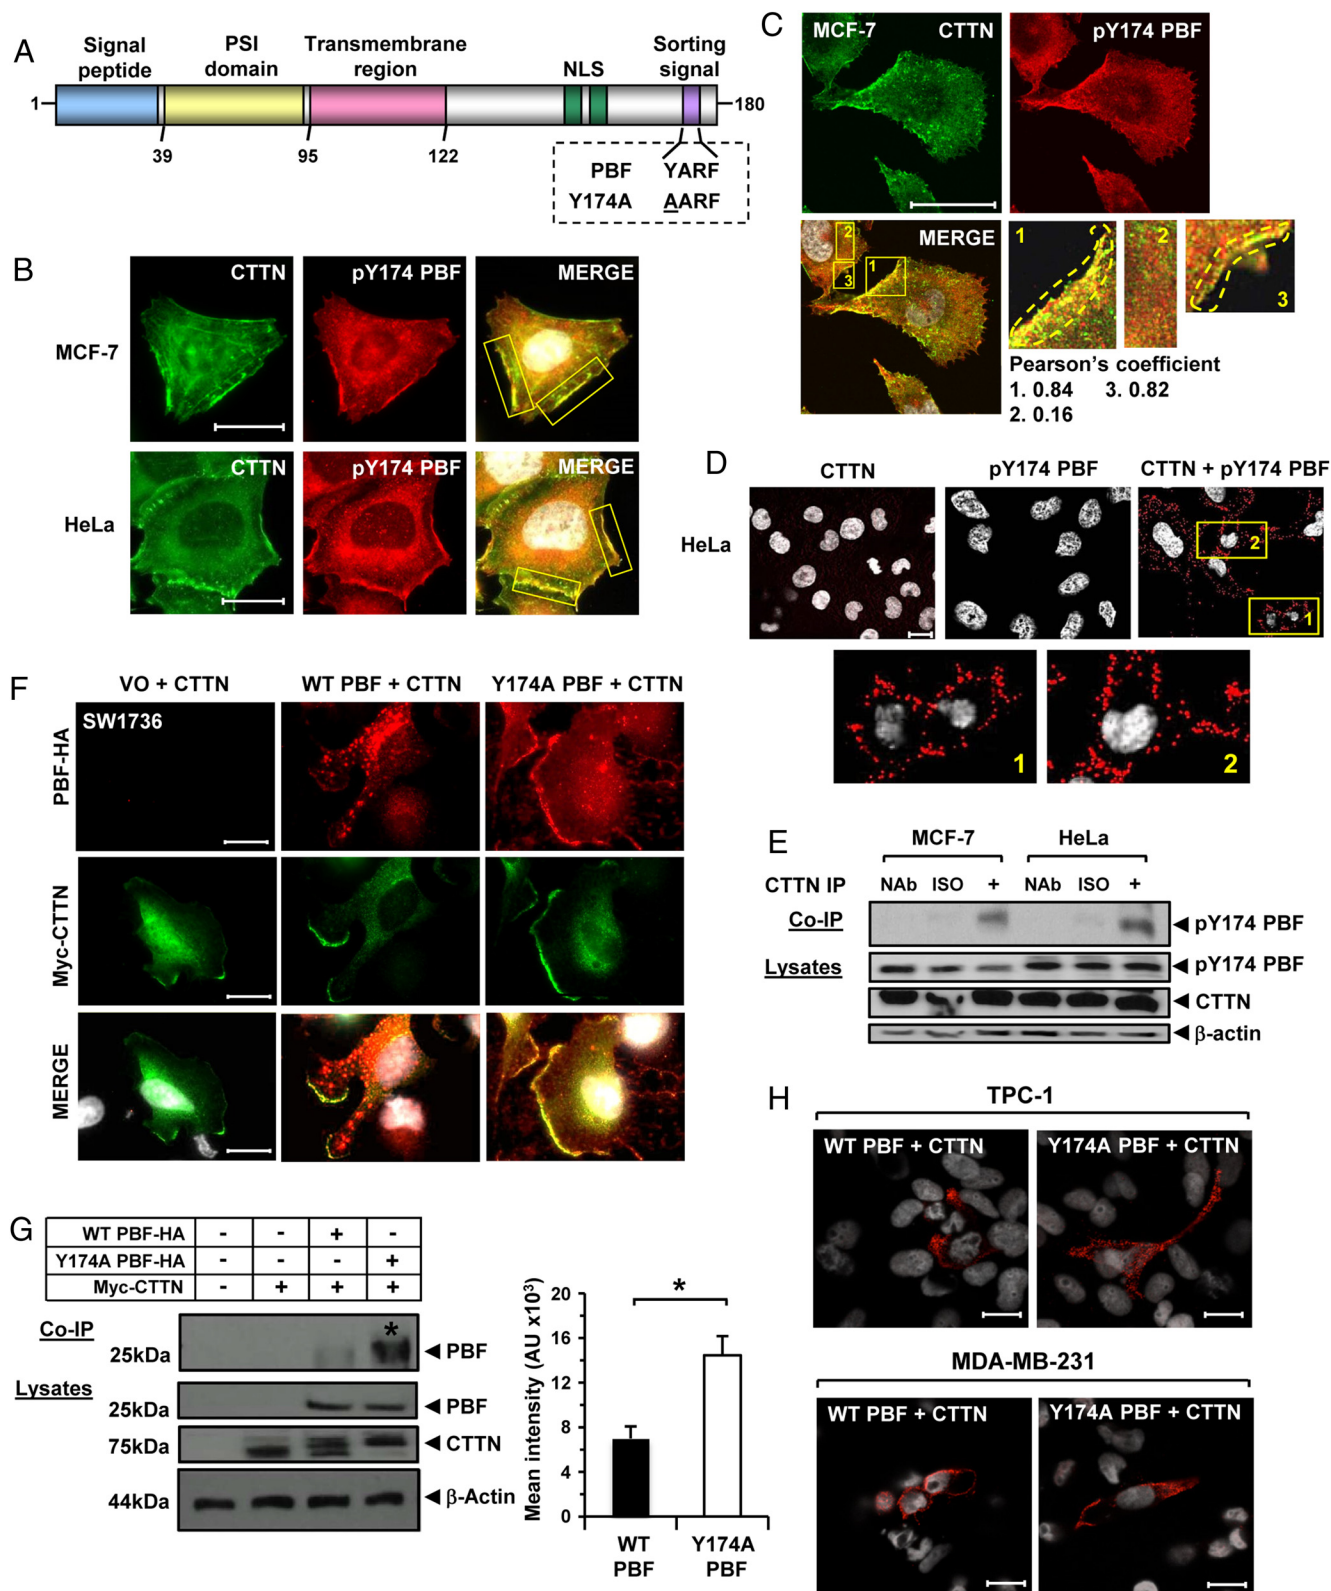 A
Signal peptide
PSI domain
Transmembrane region
NLS
Sorting signal
1
180
39
95
122
PBF YARF
Y174A AARF
B
MCF-7
CTTN
pY174 PBF
MERGE
HeLa
CTTN
pY174 PBF
MERGE
C
MCF-7 CTTN
pY174 PBF
MERGE
2
3
1
1
2
3
Pearson's coefficient
1. 0.84 3. 0.82
2. 0.16
D
CTTN
pY174 PBF
CTTN + pY174 PBF
HeLa
2
1
1
2
E
MCF-7 HeLa
CTTN IP NAb ISO + NAb ISO +
Co-IP
pY174 PBF
Lysates
pY174 PBF
CTTN
β-actin
F
VO + CTTN
WT PBF + CTTN
Y174A PBF + CTTN
SW1736
PBF-HA
Myc-CTTN
MERGE
G
WT PBF-HA - - + -
Y174A PBF-HA - - - +
Myc-CTTN - + + +
Co-IP
*
25kDa PBF
Lysates
25kDa PBF
75kDa CTTN
44kDa β-Actin
Mean intensity (AU x10³)
20
16
12
8
4
0
*
WT PBF
Y174A PBF
H
TPC-1
WT PBF + CTTN
Y174A PBF + CTTN
MDA-MB-231
WT PBF + CTTN
Y174A PBF + CTTN